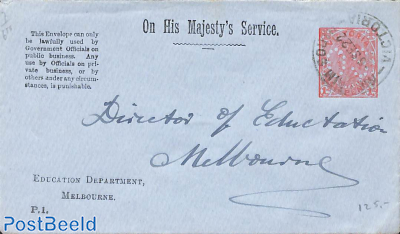 On His Majesty's Service.
This Envelope can only
be lawfully used by
Government Officials on
public business. Any
use by Officials on pri-
vate business, or by
others under any circum-
stances, is punishable.
VICTORIA
Director of Education
Melbourne
EDUCATION DEPARTMENT,
MELBOURNE.
P.1.
125.-
PostBeeld